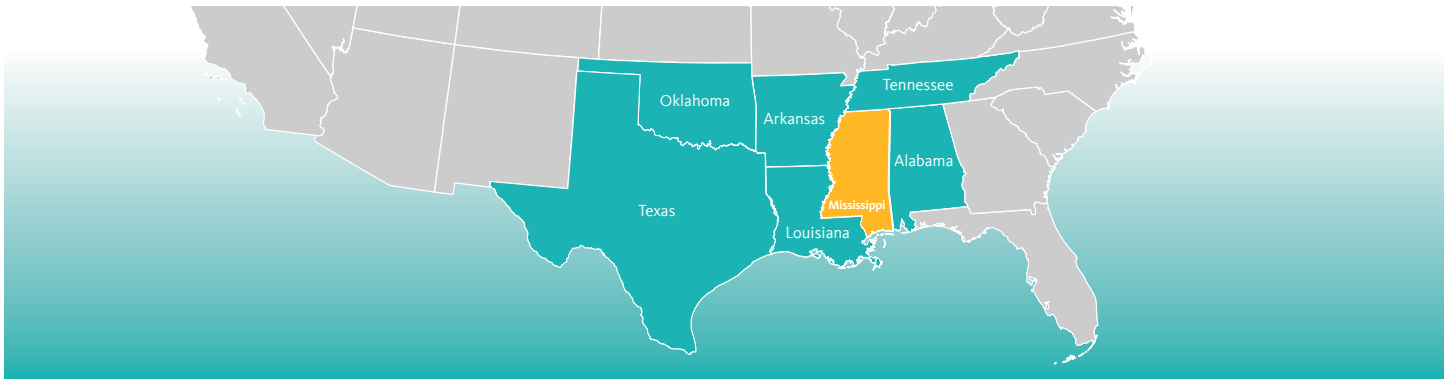 Tennessee
Oklahoma
Arkansas
Alabama
Mississippi
Texas
Louisiana